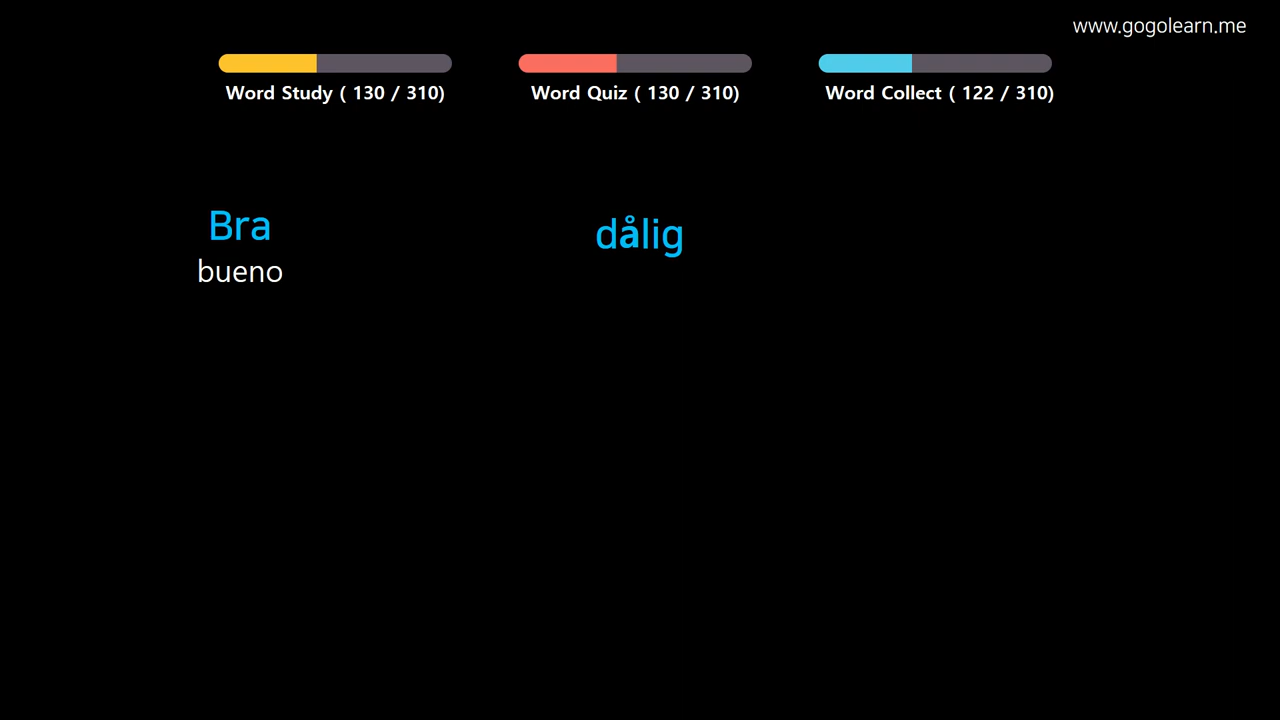 www.gogolearn.me
Word Study ( 130 / 310)
Word Quiz ( 130 / 310)
Word Collect ( 122 / 310)
Bra
bueno
dålig